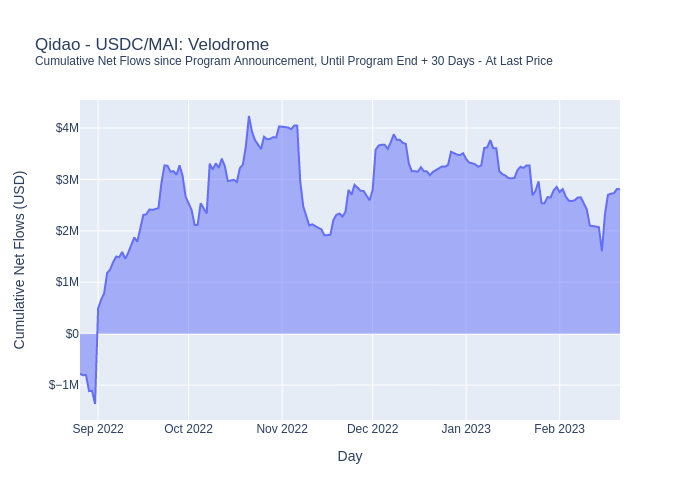 Qidao - USDC/MAI: Velodrome
Cumulative Net Flows since Program Announcement, Until Program End + 30 Days - At Last Price
Cumulative Net Flows (USD)
$4M
$3M
$2M
$1M
$0
$−1M
Sep 2022
Oct 2022
Nov 2022
Dec 2022
Jan 2023
Feb 2023
Day